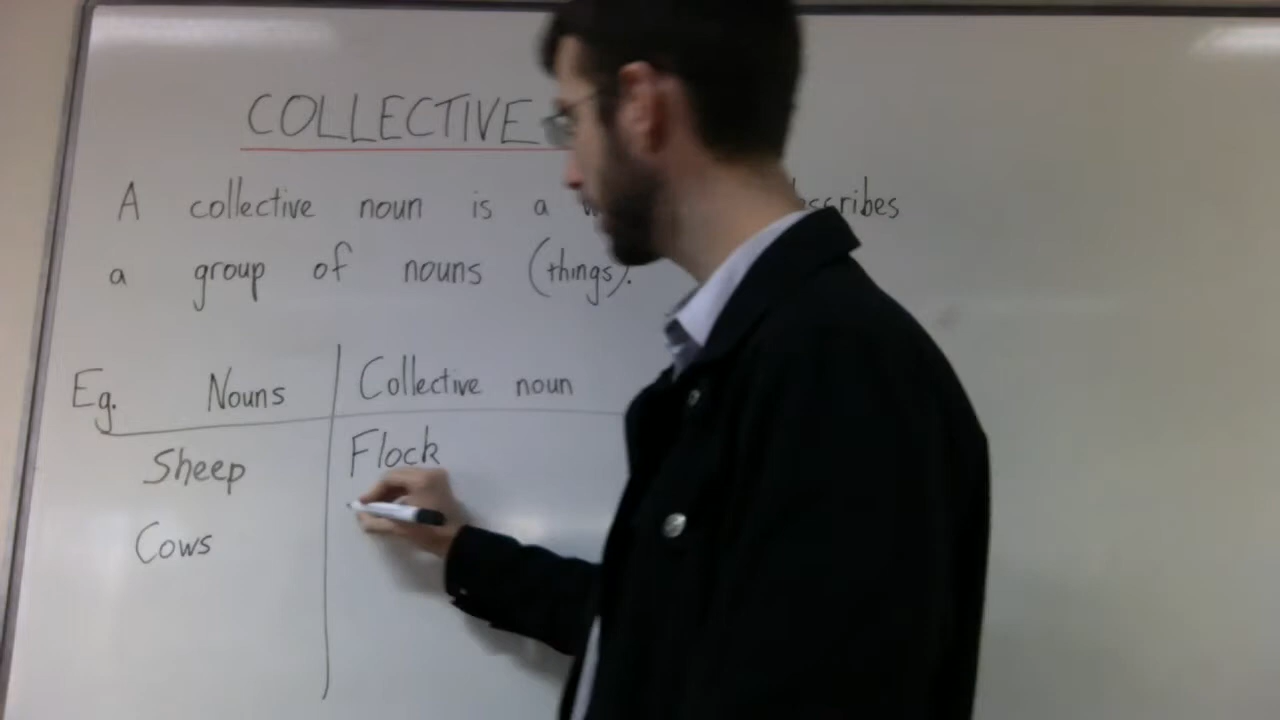 COLLECTIVE
A collective noun is a
a group of nouns (things).
Eg. Nouns Collective noun
Sheep Flock
Cows